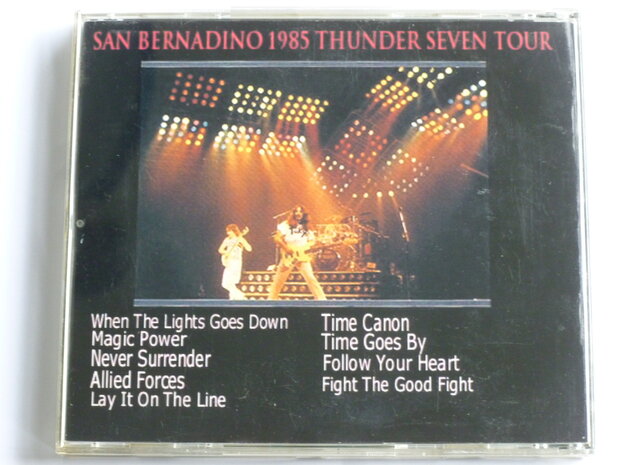 SAN BERNADINO 1985 THUNDER SEVEN TOUR
When The Lights Goes Down
Magic Power
Never Surrender
Allied Forces
Lay It On The Line
Time Canon
Time Goes By
Follow Your Heart
Fight The Good Fight